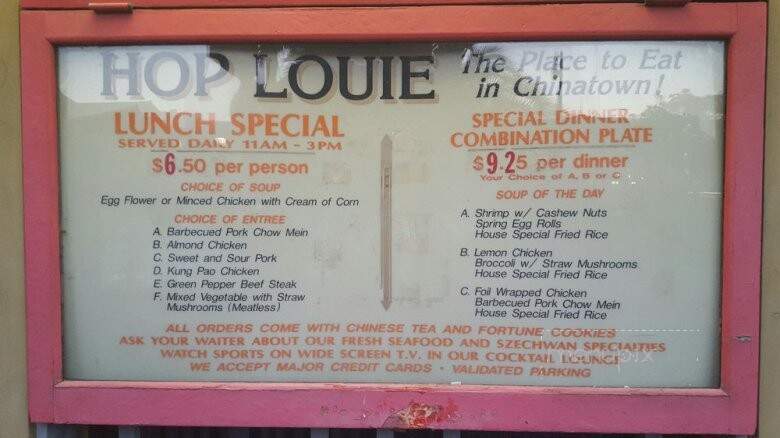 HOP LOUIE
The Place to Eat
in Chinatown!
LUNCH SPECIAL
SERVED DAILY 11AM - 3PM
$6.50 per person
CHOICE OF SOUP
Egg Flower or Minced Chicken with Cream of Corn
CHOICE OF ENTREE
A. Barbecued Pork Chow Mein
B. Almond Chicken
C. Sweet and Sour Pork
D. Kung Pao Chicken
E. Green Pepper Beef Steak
F. Mixed Vegetable with Straw
Mushrooms (Meatless)
SPECIAL DINNER
COMBINATION PLATE
$9.25 per dinner
Your Choice of A, B or C
SOUP OF THE DAY
A. Shrimp w/ Cashew Nuts
Spring Egg Rolls
House Special Fried Rice
B. Lemon Chicken
Broccoli w/ Straw Mushrooms
House Special Fried Rice
C. Foil Wrapped Chicken
Barbecued Pork Chow Mein
House Special Fried Rice
ALL ORDERS COME WITH CHINESE TEA AND FORTUNE COOKIES
ASK YOUR WAITER ABOUT OUR FRESH SEAFOOD AND SZECHWAN SPECIALTIES
WATCH SPORTS ON WIDE SCREEN T.V. IN OUR COCKTAIL LOUNGE
WE ACCEPT MAJOR CREDIT CARDS · VALIDATED PARKING